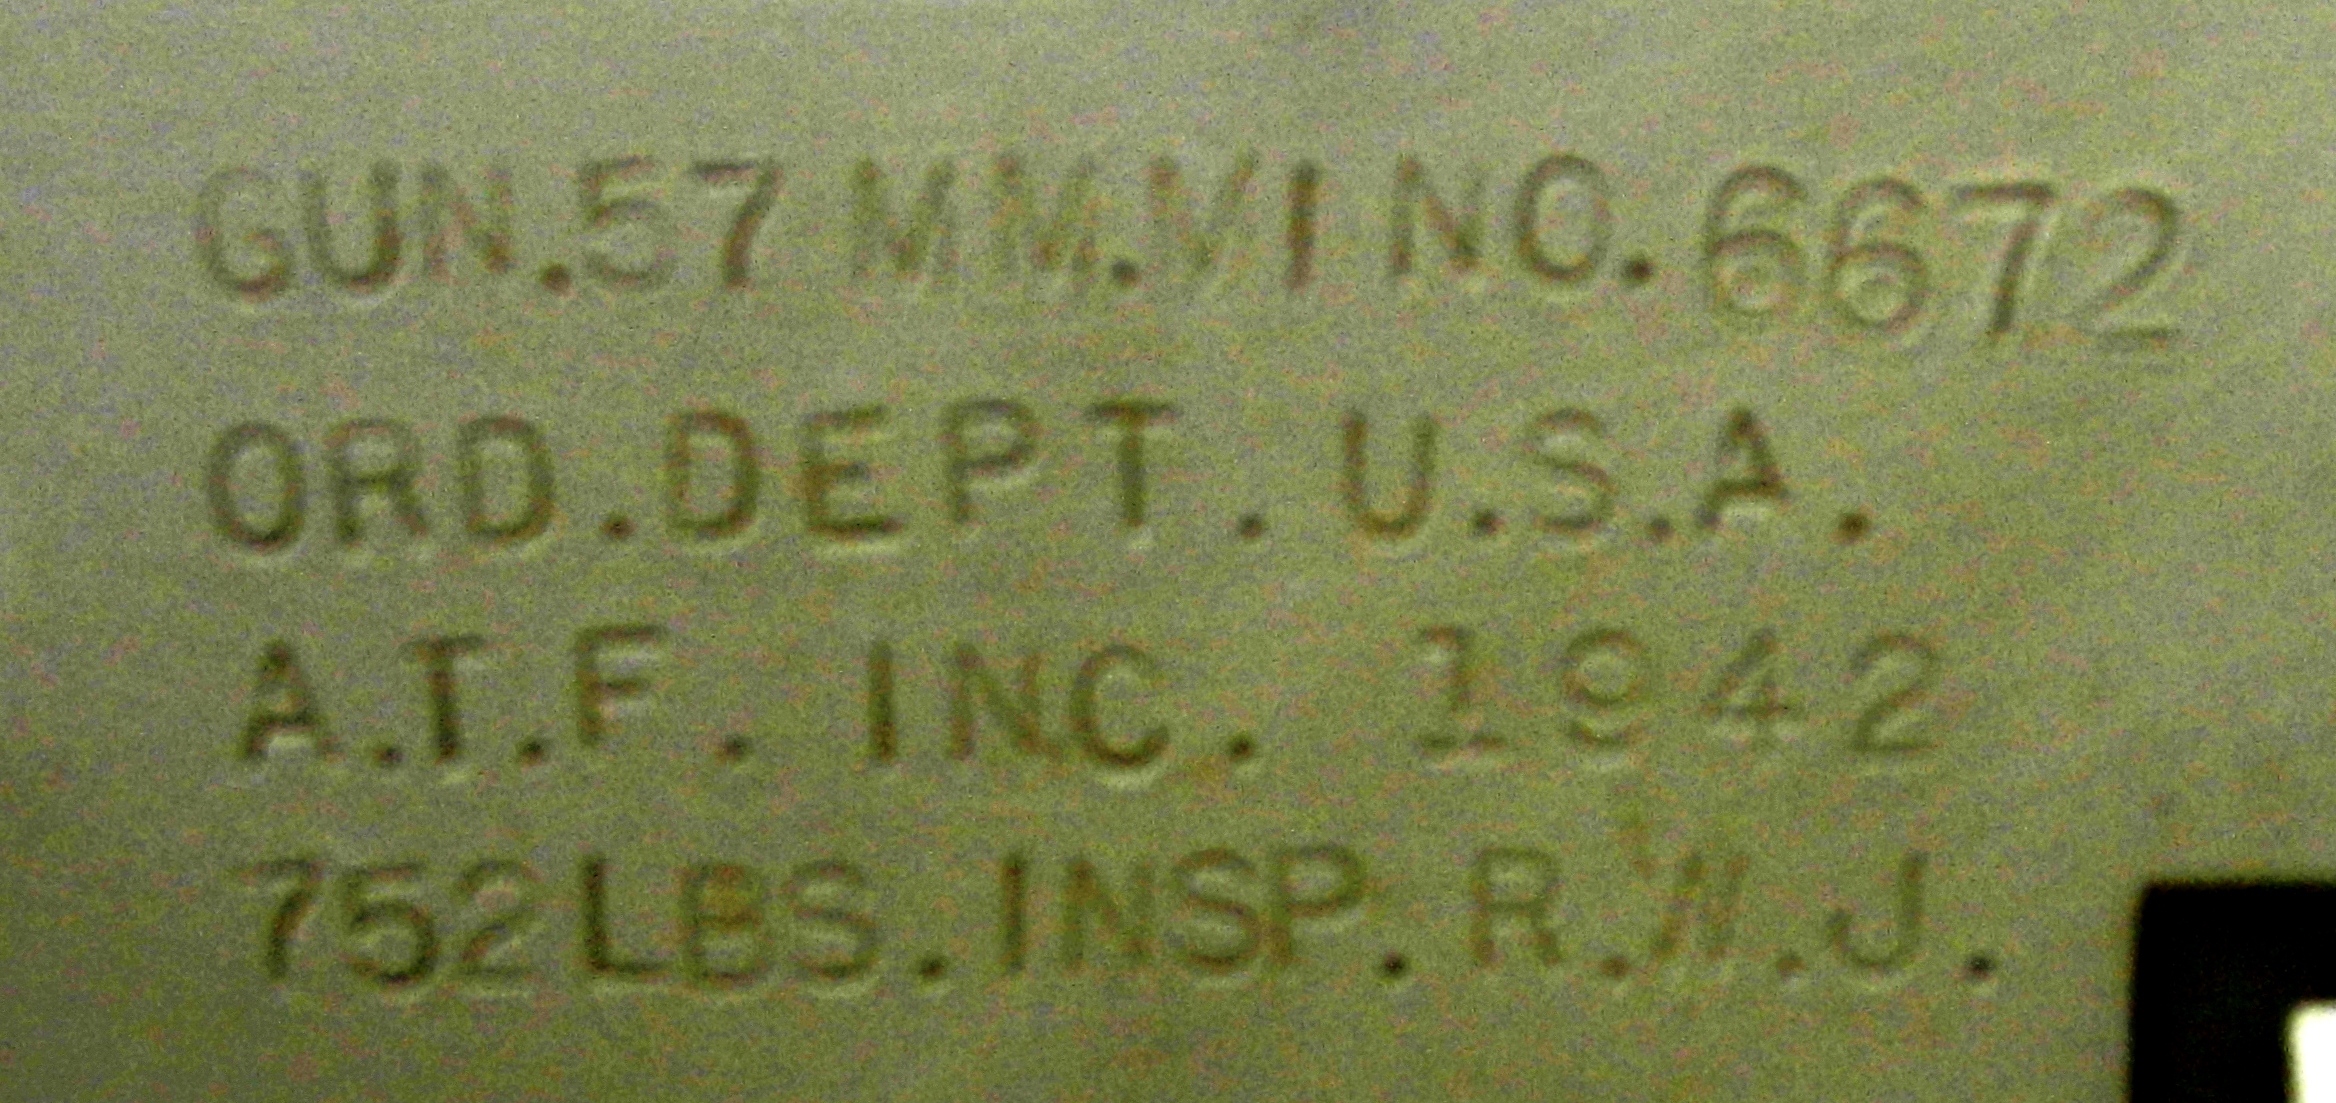 GUN.57 MM.M1 NO.6672
ORD.DEPT.U.S.A.
A.T.F. INC. 1942
752LBS.INSP.R.W.J.